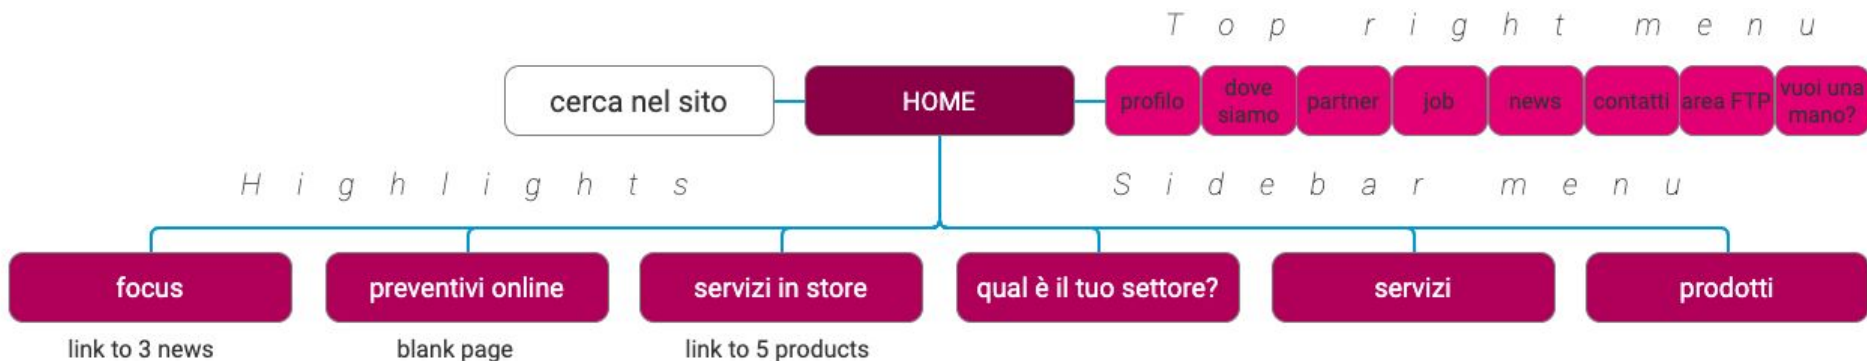 Top right menu
cerca nel sito
HOME
profilo
dove
siamo
partner
job
news
contatti
area FTP
vuoi una
mano?
Highlights
Sidebar menu
focus
preventivi online
servizi in store
qual è il tuo settore?
servizi
prodotti
link to 3 news
blank page
link to 5 products